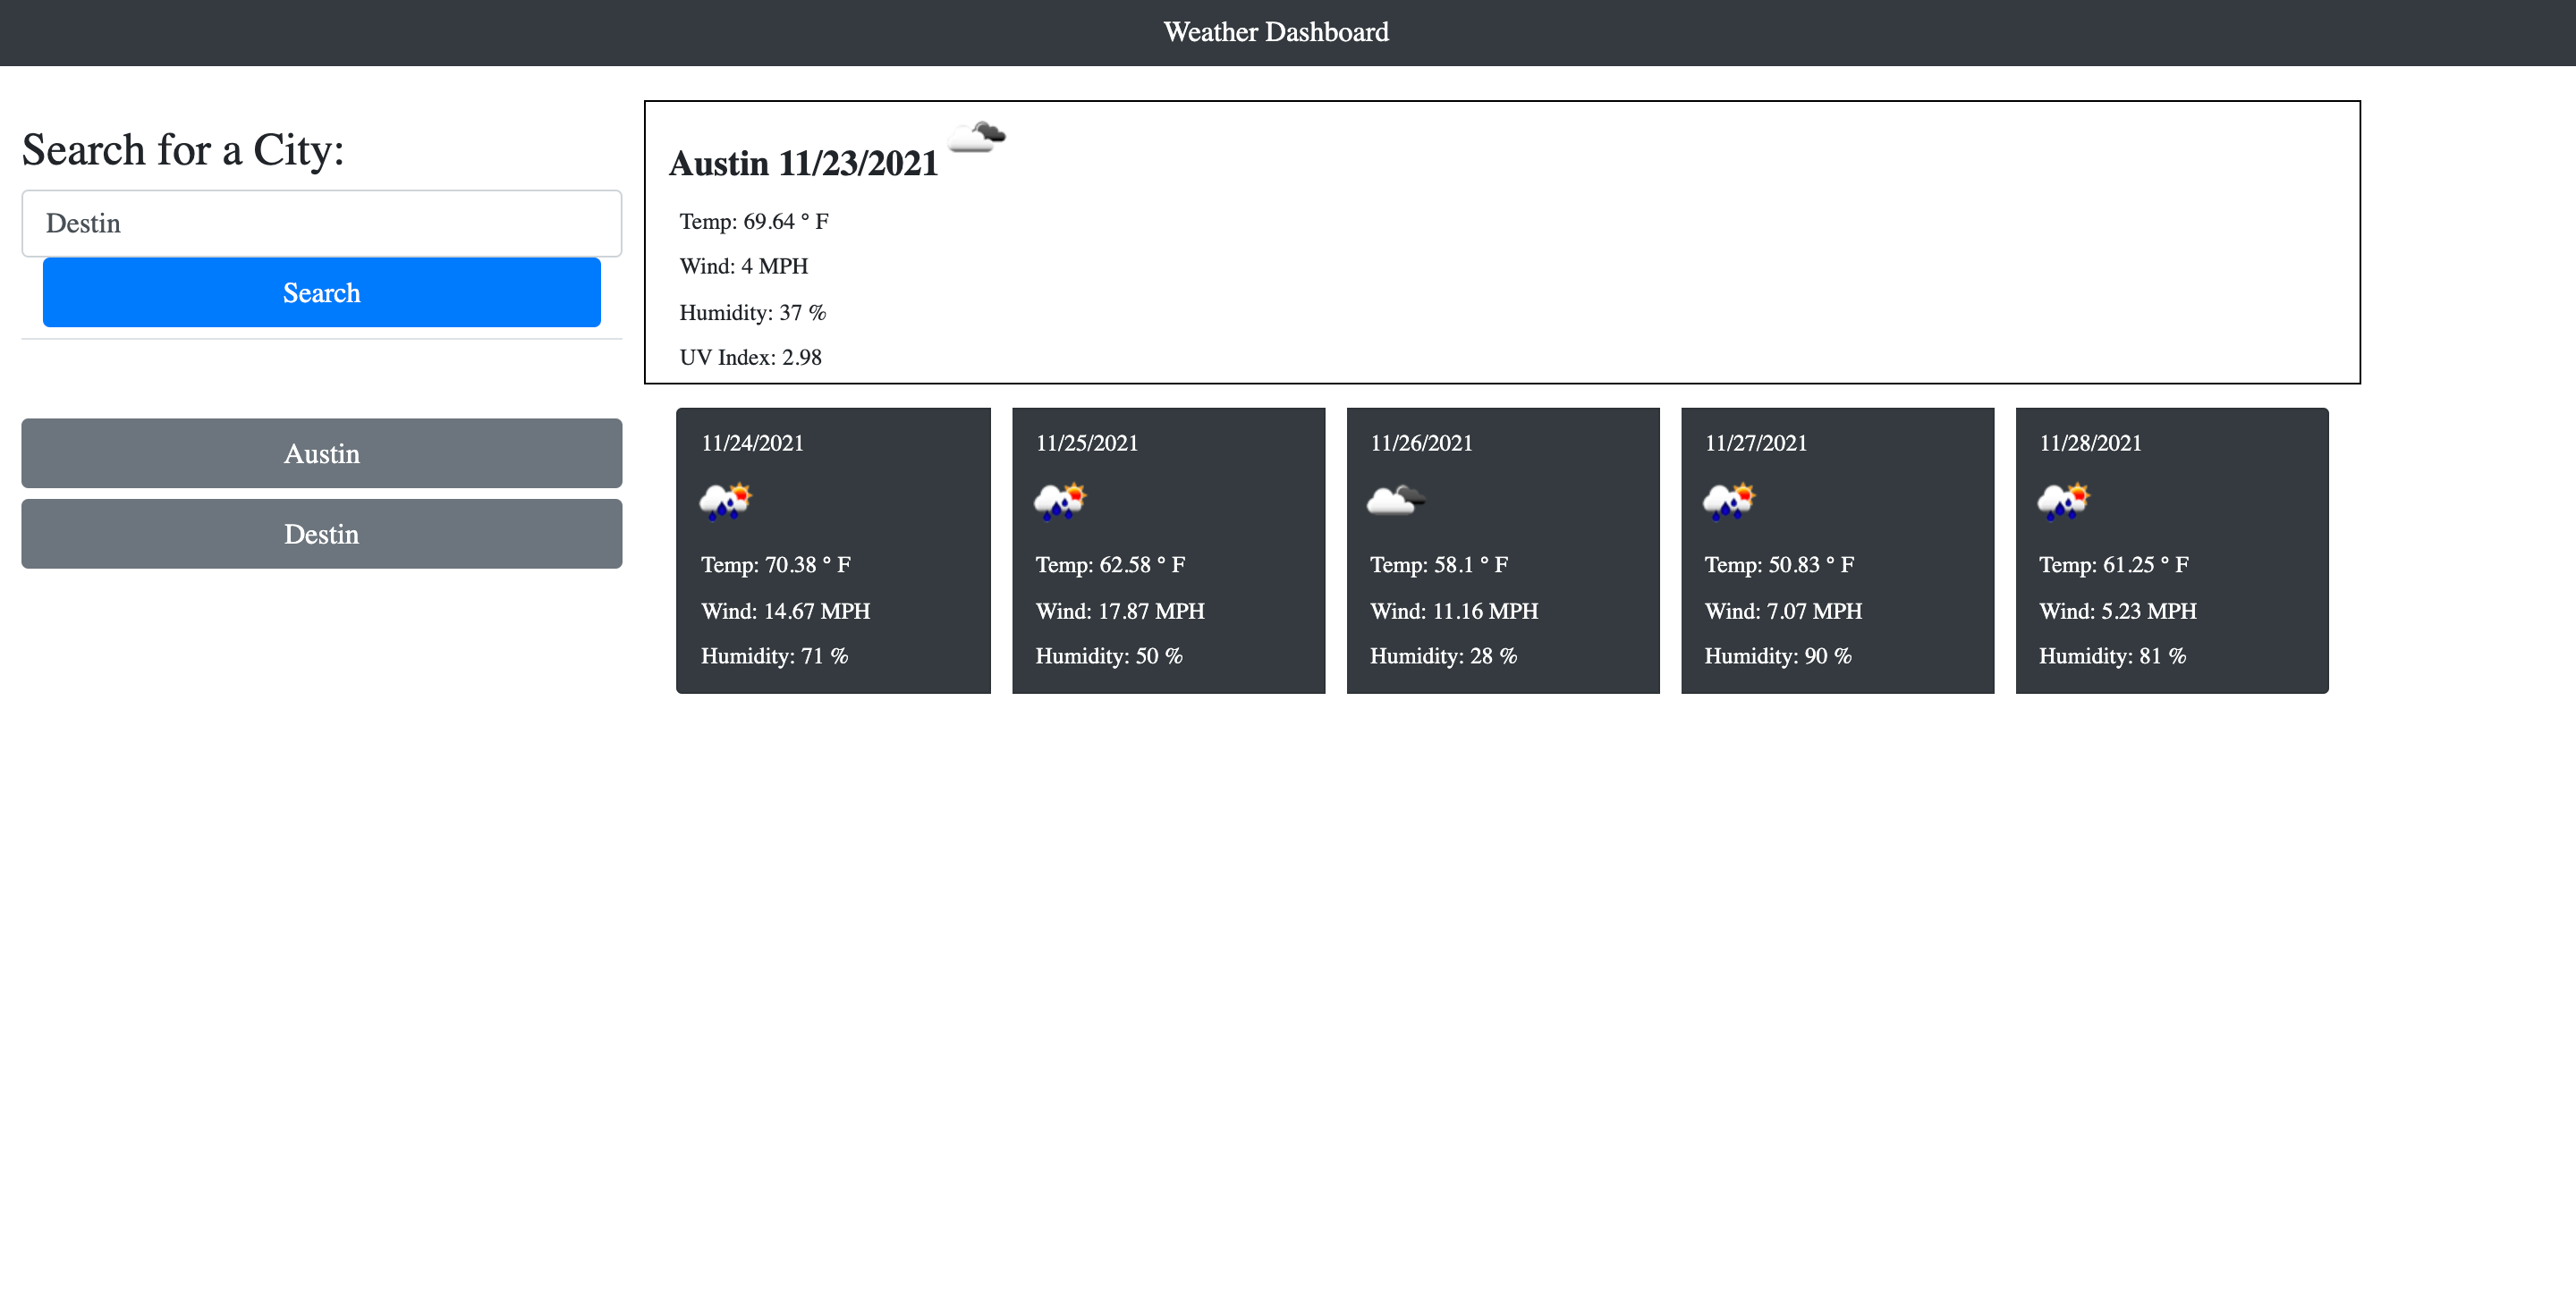 Weather Dashboard
Search for a City:
Destin
Search
Austin
Destin
Austin 11/23/2021
Temp: 69.64 ° F
Wind: 4 MPH
Humidity: 37 %
UV Index: 2.98
11/24/2021
Temp: 70.38 ° F
Wind: 14.67 MPH
Humidity: 71 %
11/25/2021
Temp: 62.58 ° F
Wind: 17.87 MPH
Humidity: 50 %
11/26/2021
Temp: 58.1 ° F
Wind: 11.16 MPH
Humidity: 28 %
11/27/2021
Temp: 50.83 ° F
Wind: 7.07 MPH
Humidity: 90 %
11/28/2021
Temp: 61.25 ° F
Wind: 5.23 MPH
Humidity: 81 %